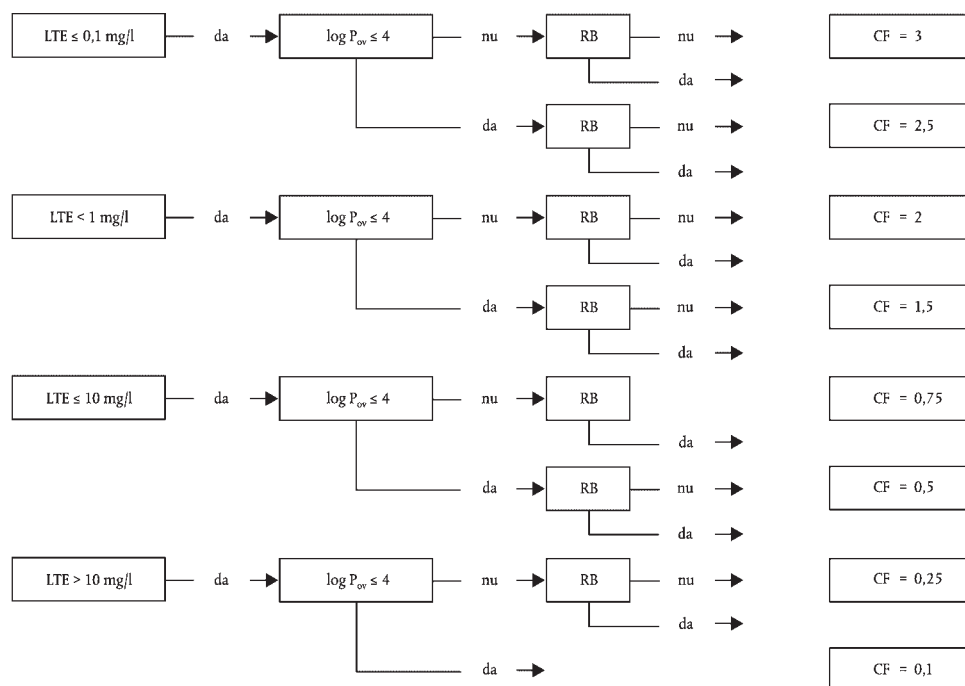 LTE ≤ 0,1 mg/l da log Pov ≤ 4 nu RB nu CF = 3
da
da RB nu CF = 2,5
da
LTE < 1 mg/l da log Pov ≤ 4 nu RB nu CF = 2
da
da RB nu CF = 1,5
da
LTE ≤ 10 mg/l da log Pov ≤ 4 nu RB CF = 0,75
da
da RB nu CF = 0,5
da
LTE > 10 mg/l da log Pov ≤ 4 nu RB nu CF = 0,25
da
da CF = 0,1